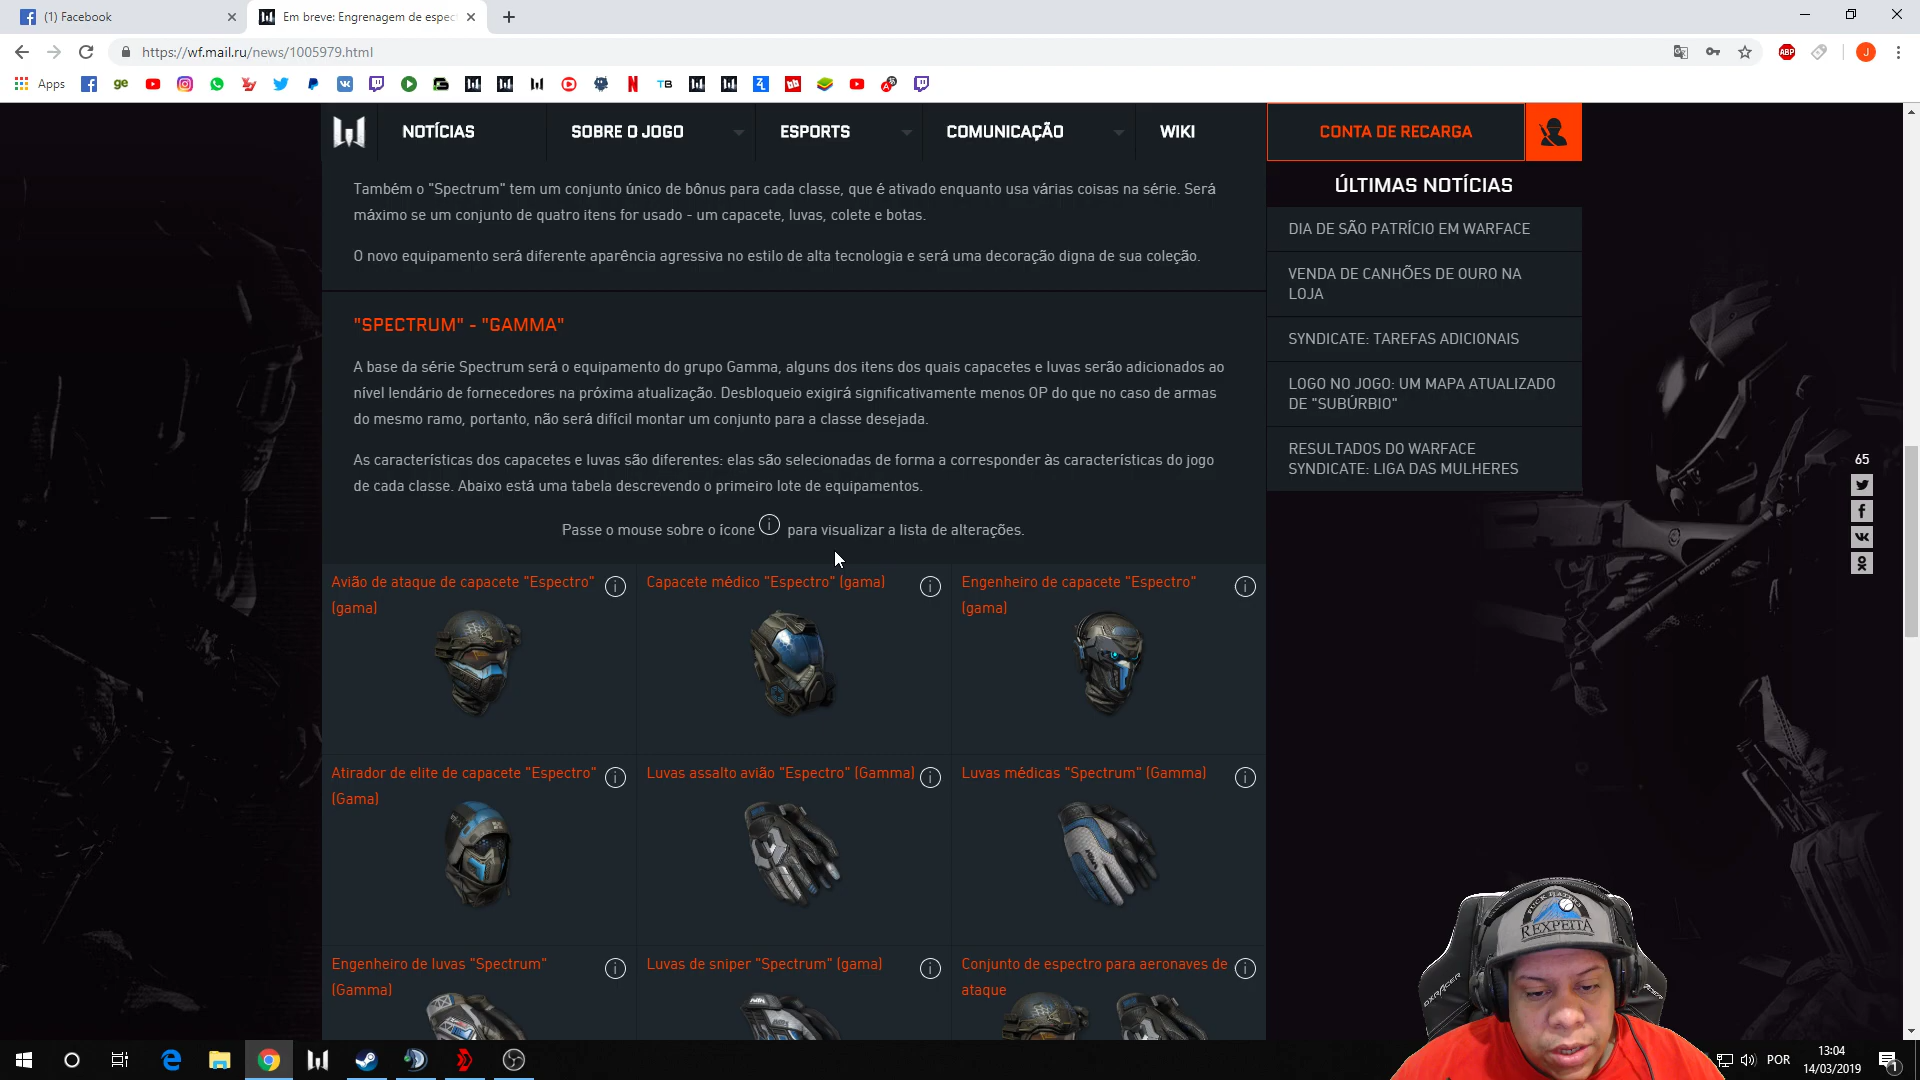 (1) Facebook
Em breve: Engrenagem de espec
https://wf.mail.ru/news/1005979.html
ABP
J
Apps
NOTÍCIAS
SOBRE O JOGO
ESPORTS
COMUNICAÇÃO
WIKI
CONTA DE RECARGA
Também o "Spectrum" tem um conjunto único de bônus para cada classe, que é ativado enquanto usa várias coisas na série. Será
máximo se um conjunto de quatro itens for usado - um capacete, luvas, colete e botas.
O novo equipamento será diferente aparência agressiva no estilo de alta tecnologia e será uma decoração digna de sua coleção.
"SPECTRUM" - "GAMMA"
A base da série Spectrum será o equipamento do grupo Gamma, alguns dos itens dos quais capacetes e luvas serão adicionados ao
nível lendário de fornecedores na próxima atualização. Desbloqueio exigirá significativamente menos OP do que no caso de armas
do mesmo ramo, portanto, não será difícil montar um conjunto para a classe desejada.
As características dos capacetes e luvas são diferentes: elas são selecionadas de forma a corresponder às características do jogo
de cada classe. Abaixo está uma tabela descrevendo o primeiro lote de equipamentos.
Passe o mouse sobre o ícone para visualizar a lista de alterações.
Avião de ataque de capacete "Espectro"
(gama)
Capacete médico "Espectro" (gama)
Engenheiro de capacete "Espectro"
(gama)
Atirador de elite de capacete "Espectro"
(Gama)
Luvas assalto avião "Espectro" (Gamma)
Luvas médicas "Spectrum" (Gamma)
Engenheiro de luvas "Spectrum"
(Gamma)
Luvas de sniper "Spectrum" (gama)
Conjunto de espectro para aeronaves de
ataque
ÚLTIMAS NOTÍCIAS
DIA DE SÃO PATRÍCIO EM WARFACE
VENDA DE CANHÕES DE OURO NA
LOJA
SYNDICATE: TAREFAS ADICIONAIS
LOGO NO JOGO: UM MAPA ATUALIZADO
DE "SUBÚRBIO"
RESULTADOS DO WARFACE
SYNDICATE: LIGA DAS MULHERES
65
REXPEITA
DXRACER
POR
13:04
14/03/2019
1